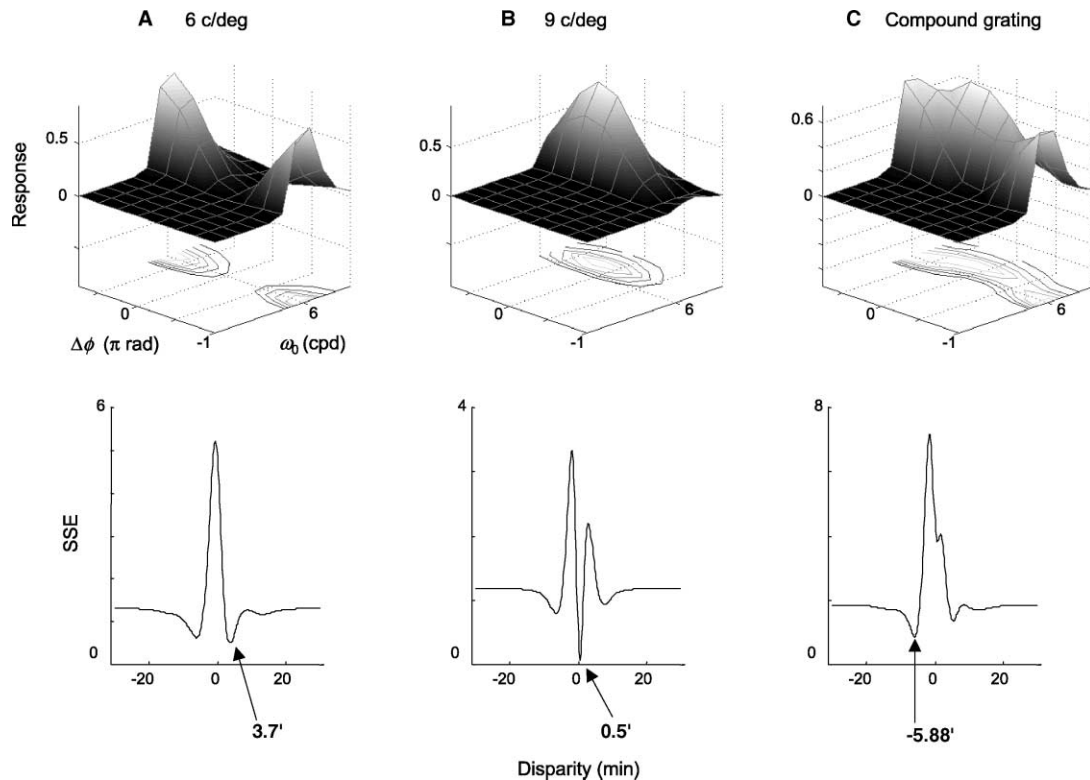 A 6 c/deg
B 9 c/deg
C Compound grating
Response
0.5
0
0
-1
6
Δϕ (π rad)
ω₀ (cpd)
0.5
0
0
-1
6
0.6
0
0
-1
6
SSE
6
0
-20 0 20
3.7'
4
0
-20 0 20
0.5'
8
0
-20 0 20
-5.88'
Disparity (min)